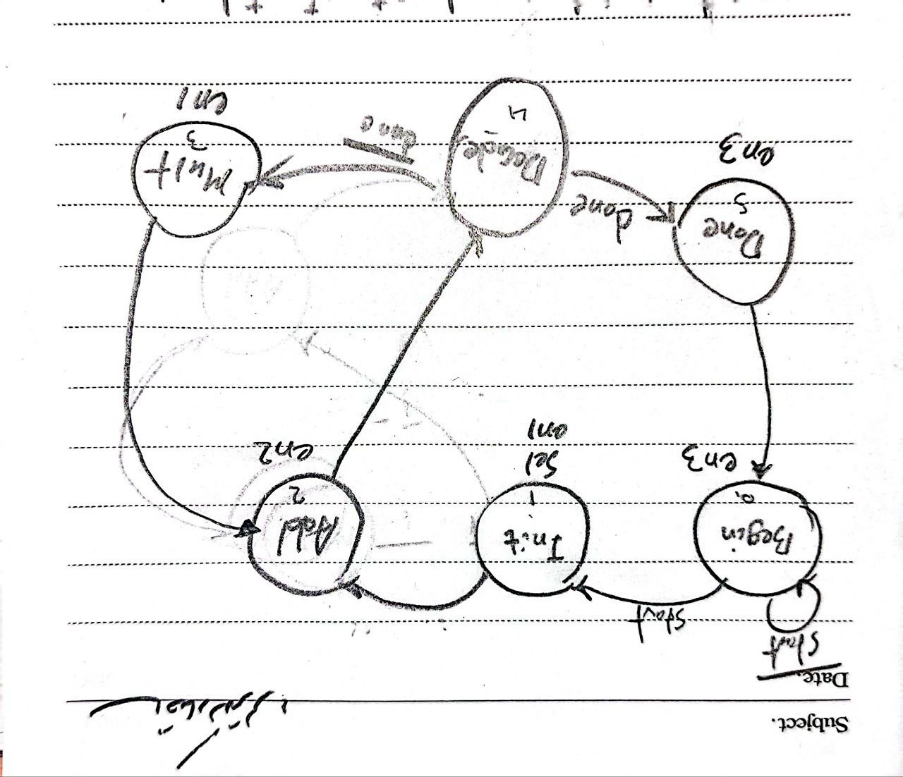 Subject.
Date.
start
start
Begin
0
Init
1
Add
2
en3
Sel
en1
en2
Done
5
en3
done
Decide
4
done
Mult
3
en1